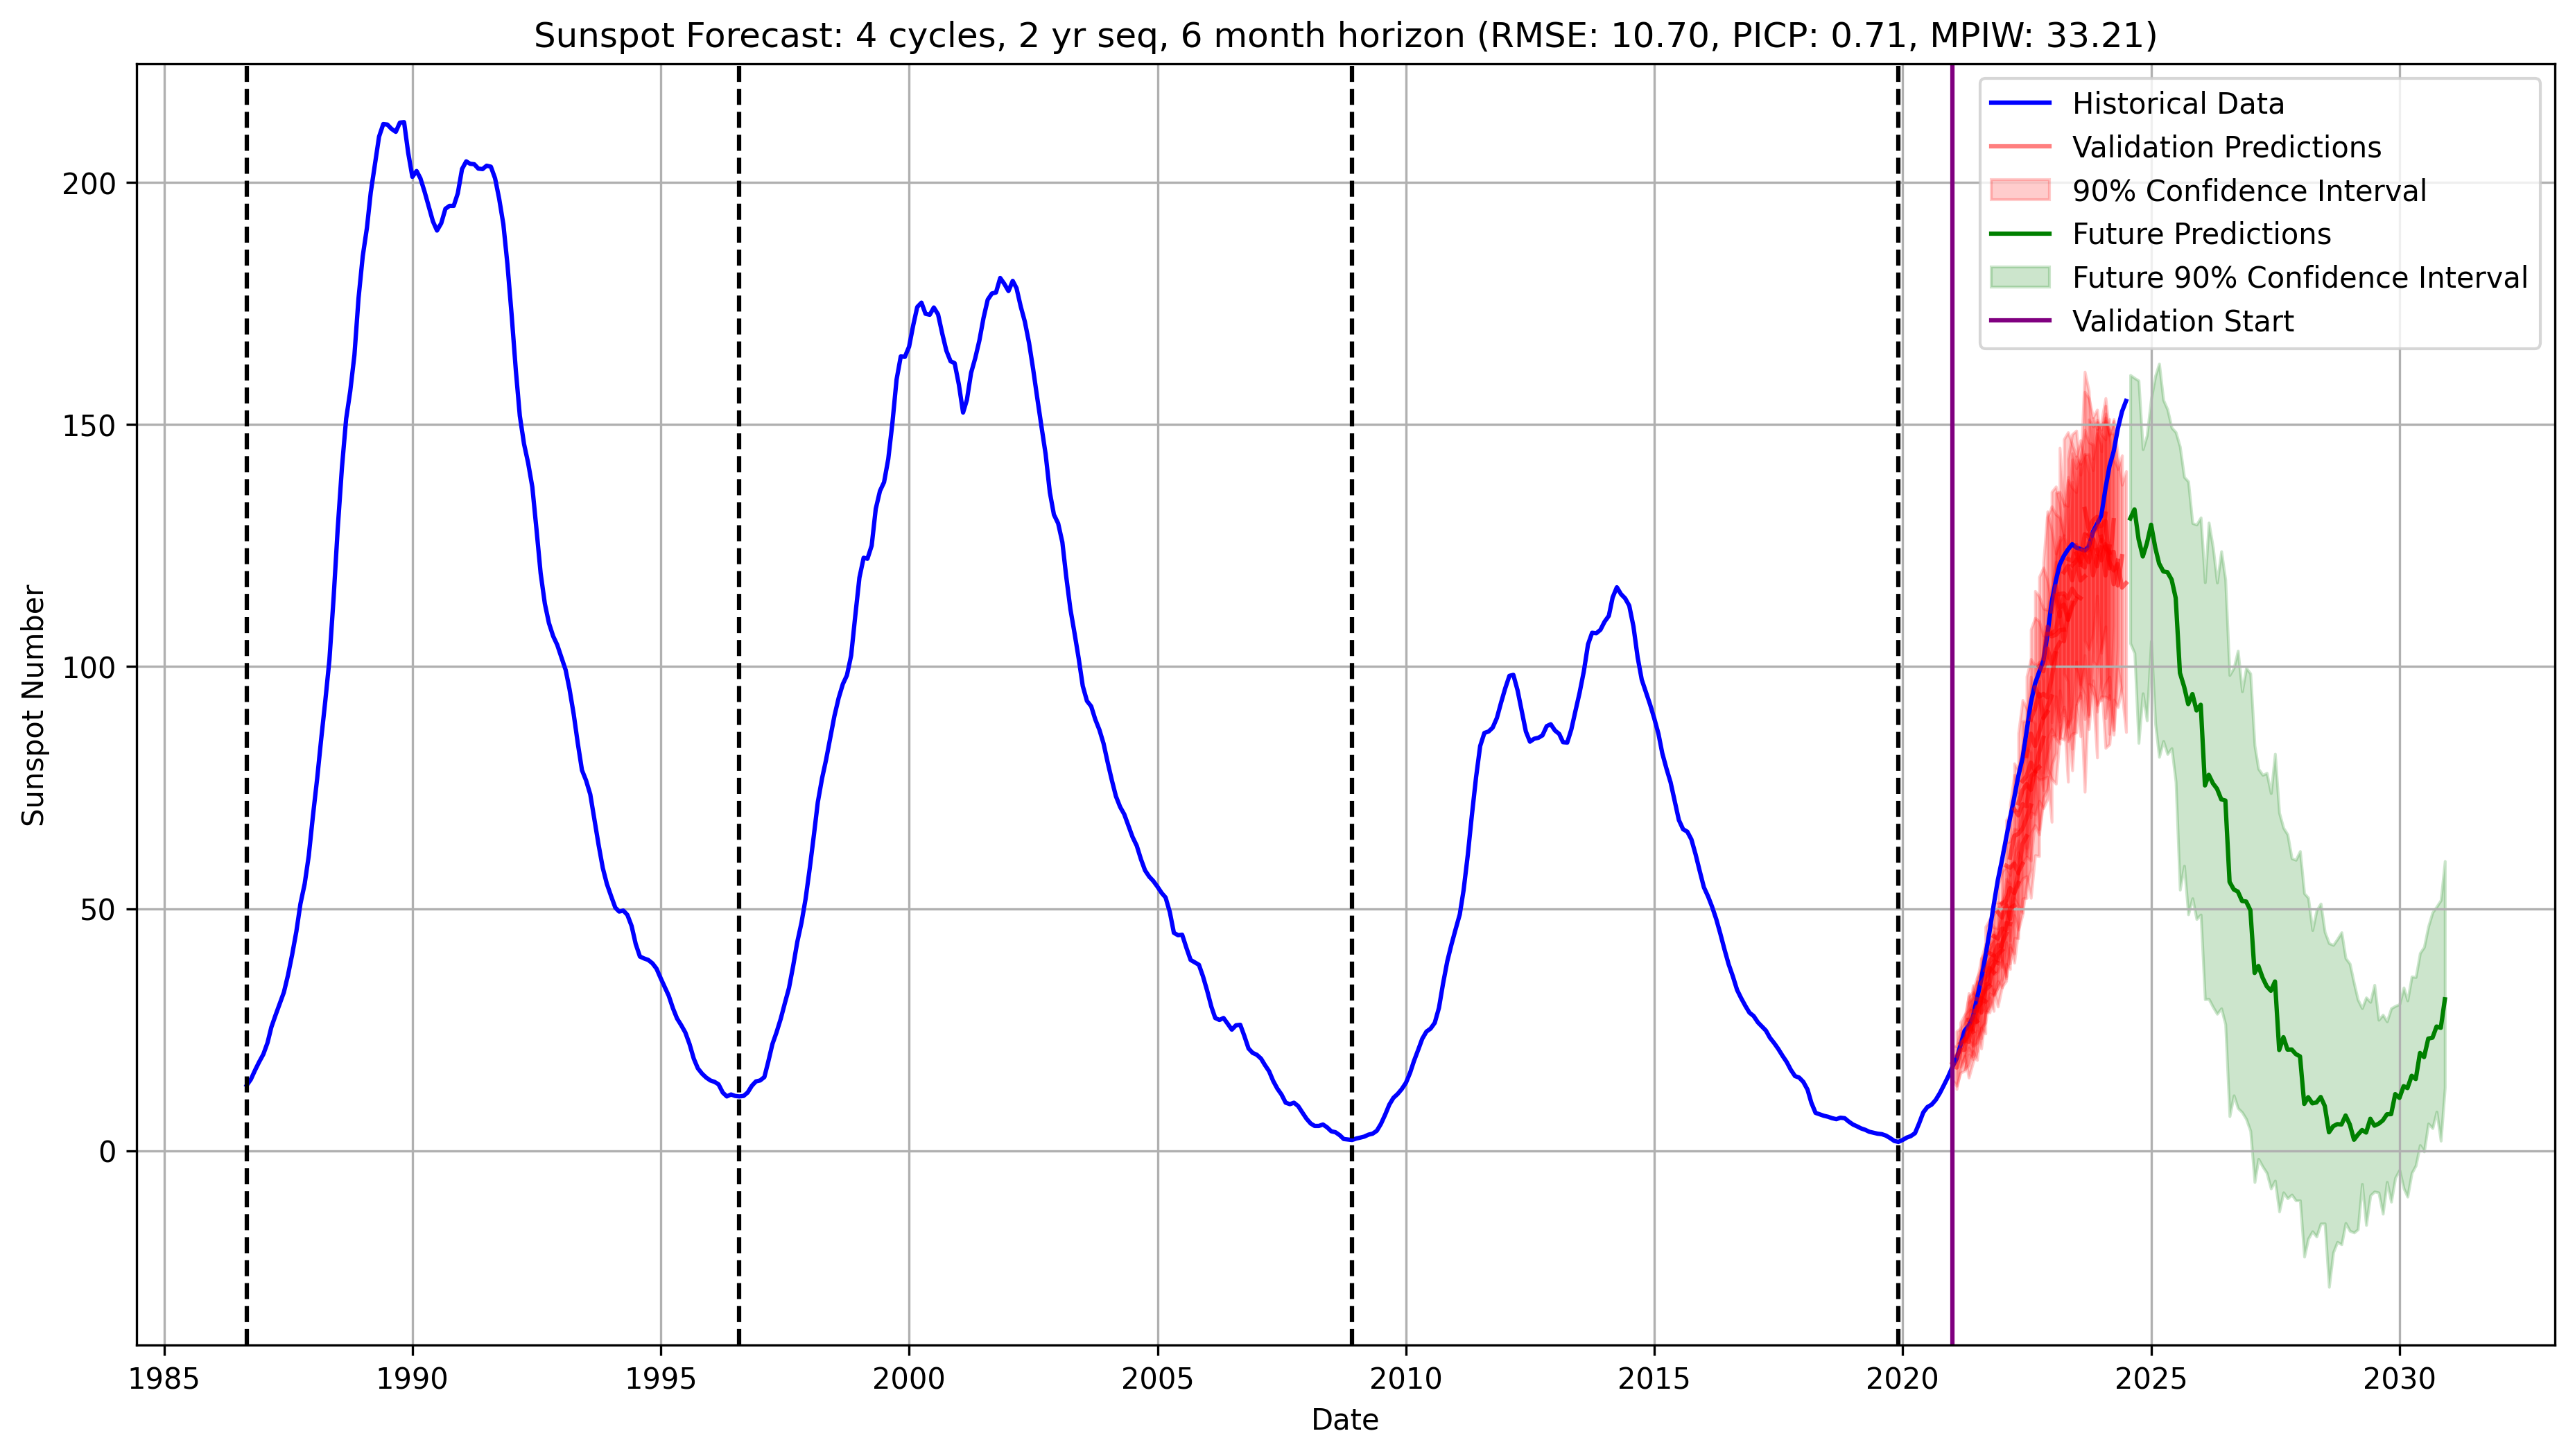 Sunspot Forecast: 4 cycles, 2 yr seq, 6 month horizon (RMSE: 10.70, PICP: 0.71, MPIW: 33.21)
Historical Data
Validation Predictions
90% Confidence Interval
Future Predictions
Future 90% Confidence Interval
Validation Start
Sunspot Number
200
150
100
50
0
1985 1990 1995 2000 2005 2010 2015 2020 2025 2030
Date